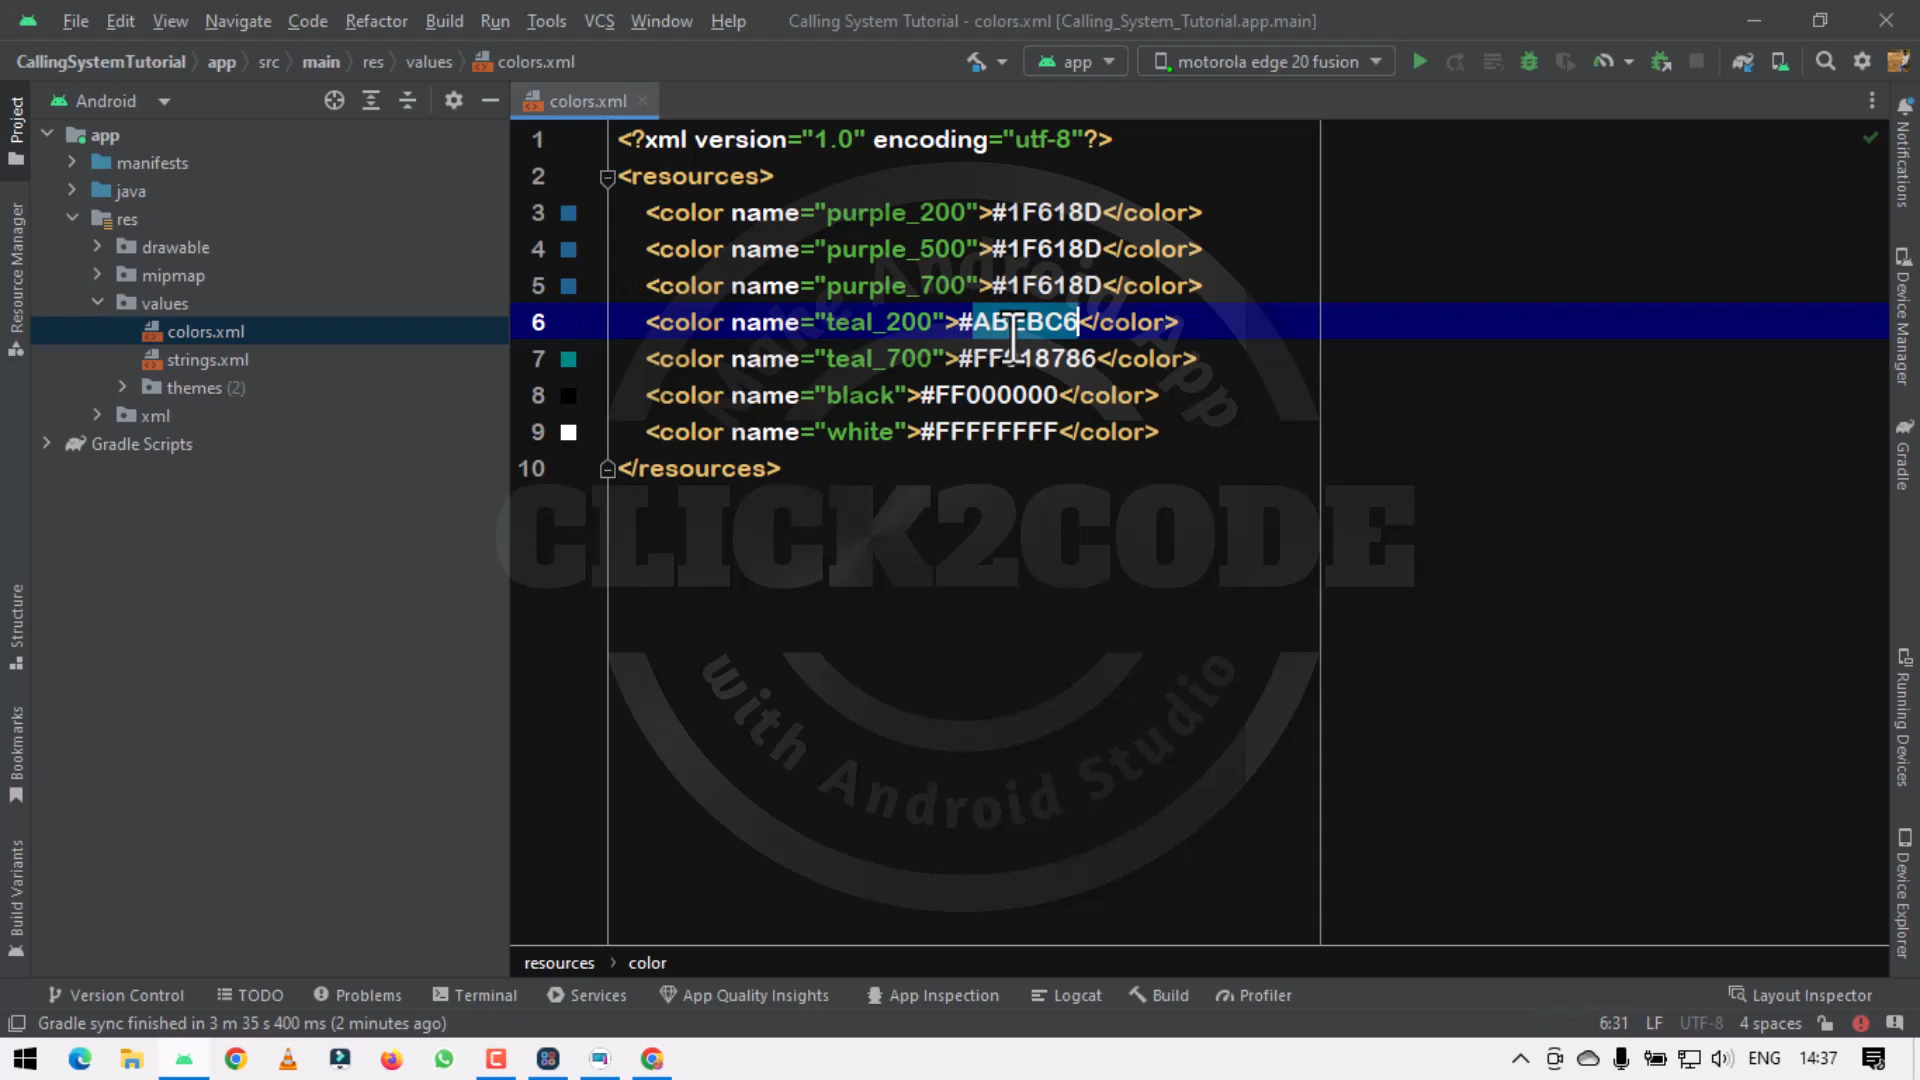 File Edit View Navigate Code Refactor Build Run Tools VCS Window Help Calling System Tutorial - colors.xml [Calling_System_Tutorial.app.main]
CallingSystemTutorial app src main res values colors.xml app motorola edge 20 fusion
Android colors.xml
app
manifests
java
res
drawable
mipmap
values
colors.xml
strings.xml
themes (2)
xml
Gradle Scripts
Project
Resource Manager
Structure
Bookmarks
Build Variants
1 <?xml version="1.0" encoding="utf-8"?>
2 <resources>
3 <color name="purple_200">#1F618D</color>
4 <color name="purple_500">#1F618D</color>
5 <color name="purple_700">#1F618D</color>
6 <color name="teal_200">#ABEBC6</color>
7 <color name="teal_700">#FF018786</color>
8 <color name="black">#FF000000</color>
9 <color name="white">#FFFFFFFF</color>
10 </resources>
Make Android App
CLICK2CODE
with Android Studio
Notifications
Device Manager
Gradle
Running Devices
Device Explorer
resources color
Version Control TODO Problems Terminal Services App Quality Insights App Inspection Logcat Build Profiler Layout Inspector
Gradle sync finished in 3 m 35 s 400 ms (2 minutes ago) 6:31 LF UTF-8 4 spaces
ENG 14:37